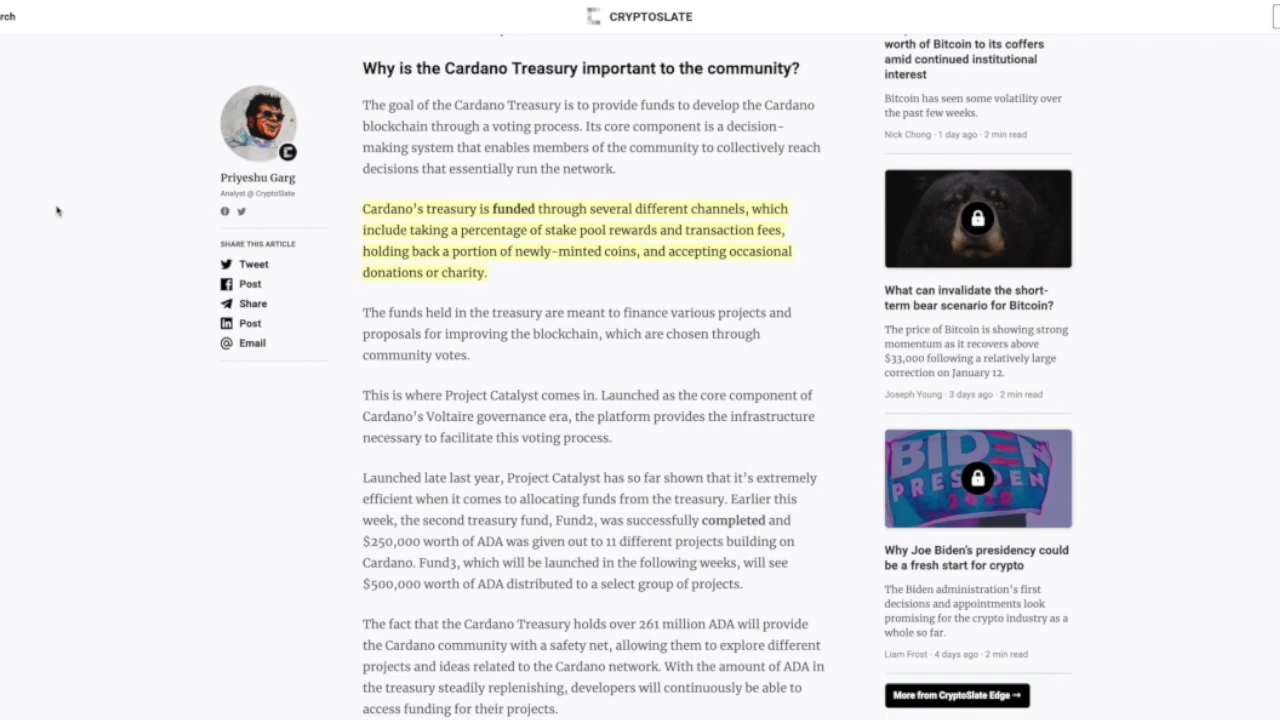 rch
CRYPTOSLATE
Priyeshu Garg
Analyst @ CryptoSlate
SHARE THIS ARTICLE
Tweet
Post
Share
Post
Email
Why is the Cardano Treasury important to the community?
The goal of the Cardano Treasury is to provide funds to develop the Cardano
blockchain through a voting process. Its core component is a decision-
making system that enables members of the community to collectively reach
decisions that essentially run the network.
Cardano's treasury is funded through several different channels, which
include taking a percentage of stake pool rewards and transaction fees,
holding back a portion of newly-minted coins, and accepting occasional
donations or charity.
The funds held in the treasury are meant to finance various projects and
proposals for improving the blockchain, which are chosen through
community votes.
This is where Project Catalyst comes in. Launched as the core component of
Cardano's Voltaire governance era, the platform provides the infrastructure
necessary to facilitate this voting process.
Launched late last year, Project Catalyst has so far shown that it's extremely
efficient when it comes to allocating funds from the treasury. Earlier this
week, the second treasury fund, Fund2, was successfully completed and
$250,000 worth of ADA was given out to 11 different projects building on
Cardano. Fund3, which will be launched in the following weeks, will see
$500,000 worth of ADA distributed to a select group of projects.
The fact that the Cardano Treasury holds over 261 million ADA will provide
the Cardano community with a safety net, allowing them to explore different
projects and ideas related to the Cardano network. With the amount of ADA in
the treasury steadily replenishing, developers will continuously be able to
access funding for their projects.
worth of Bitcoin to its coffers
amid continued institutional
interest
Bitcoin has seen some volatility over
the past few weeks.
Nick Chong · 1 day ago · 2 min read
What can invalidate the short-
term bear scenario for Bitcoin?
The price of Bitcoin is showing strong
momentum as it recovers above
$33,000 following a relatively large
correction on January 12.
Joseph Young · 3 days ago · 2 min read
BIDEN
PRESIDEN
2020
Why Joe Biden's presidency could
be a fresh start for crypto
The Biden administration's first
decisions and appointments look
promising for the crypto industry as a
whole so far.
Liam Frost · 4 days ago · 2 min read
More from CryptoSlate Edge →